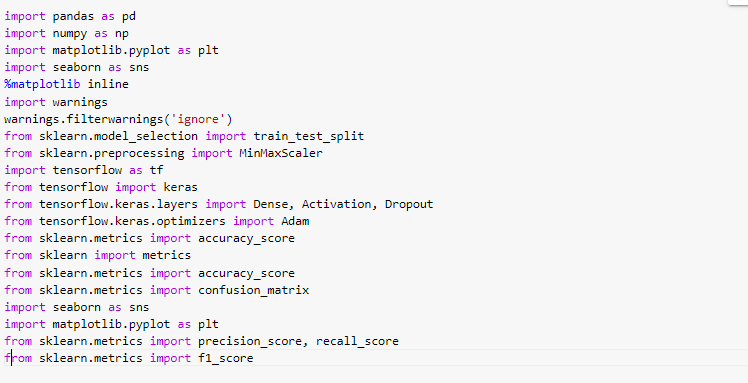 import pandas as pd
import numpy as np
import matplotlib.pyplot as plt
import seaborn as sns
%matplotlib inline
import warnings
warnings.filterwarnings('ignore')
from sklearn.model_selection import train_test_split
from sklearn.preprocessing import MinMaxScaler
import tensorflow as tf
from tensorflow import keras
from tensorflow.keras.layers import Dense, Activation, Dropout
from tensorflow.keras.optimizers import Adam
from sklearn.metrics import accuracy_score
from sklearn import metrics
from sklearn.metrics import accuracy_score
from sklearn.metrics import confusion_matrix
import seaborn as sns
import matplotlib.pyplot as plt
from sklearn.metrics import precision_score, recall_score
from sklearn.metrics import f1_score